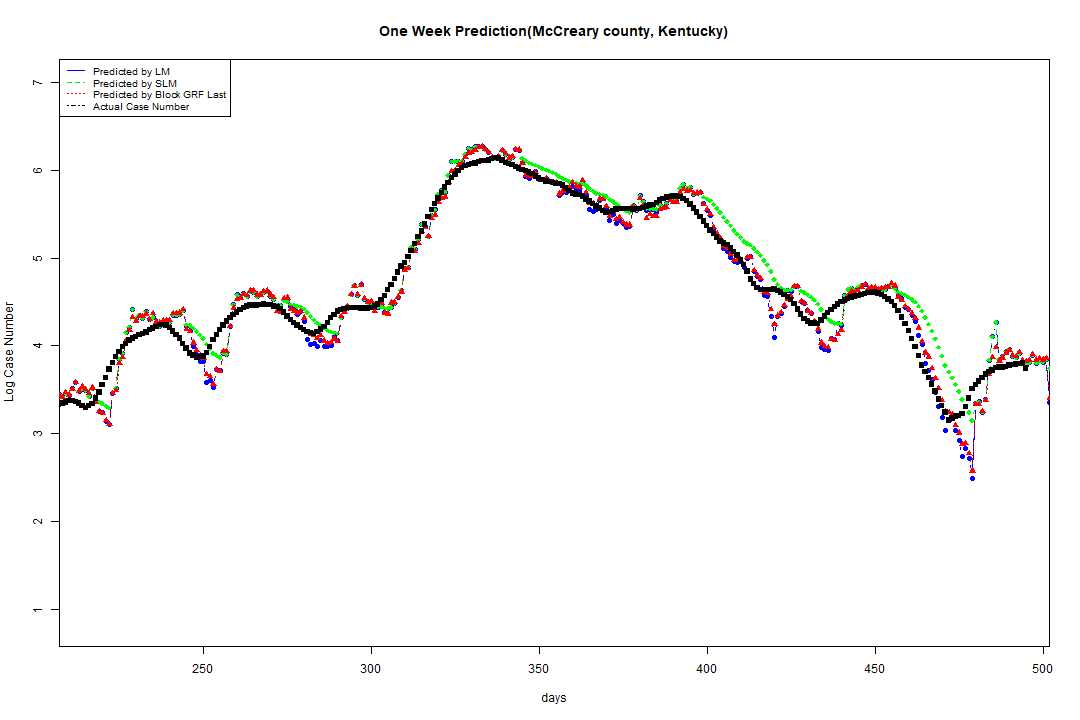 One Week Prediction(McCreary county, Kentucky)
Predicted by LM
Predicted by SLM
Predicted by Block GRF Last
Actual Case Number
Log Case Number
7
6
5
4
3
2
1
250 300 350 400 450 500
days